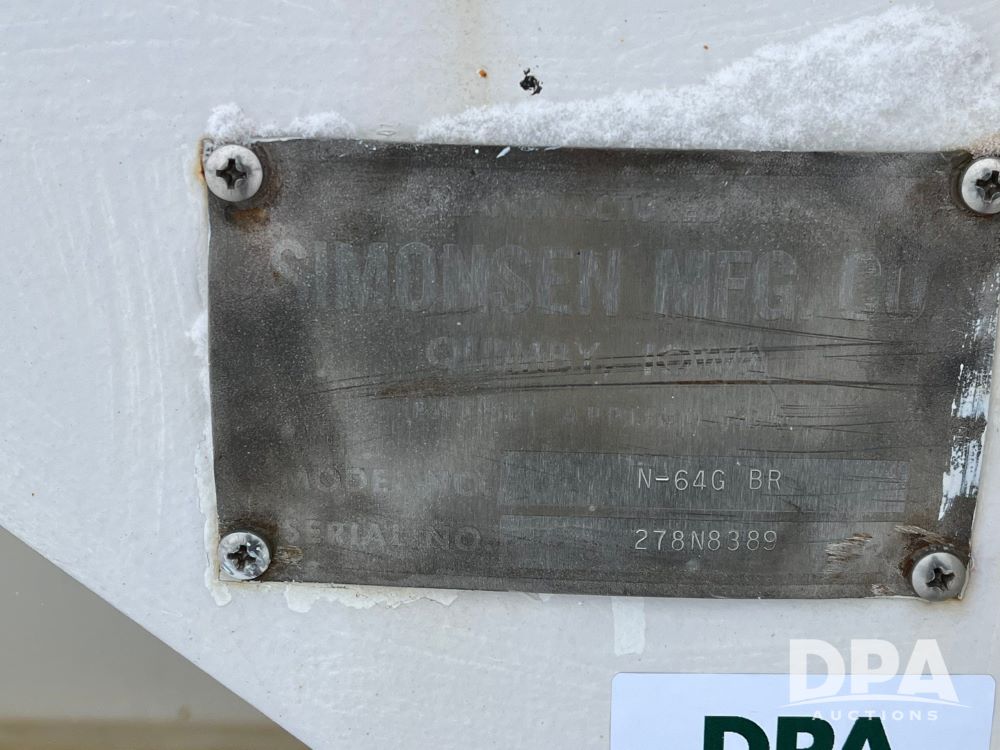 SIMONSEN MFG. CO
QUIMBY, IOWA
MODEL NO. N-64G BR
SERIAL NO. 278N8389
DPA
AUCTIONS
DPA